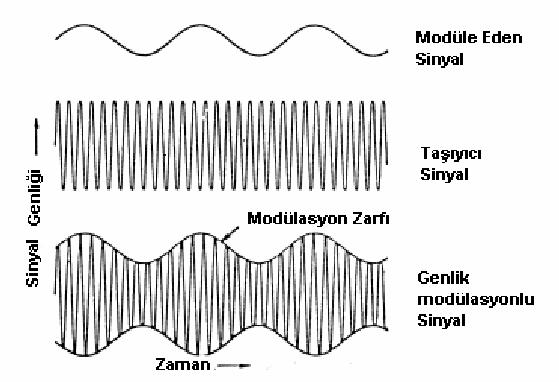 Modüle Eden
Sinyal
Taşıyıcı
Sinyal
Sinyal Genliği
Modülasyon Zarfı
Genlik
modülasyonlu
Sinyal
Zaman